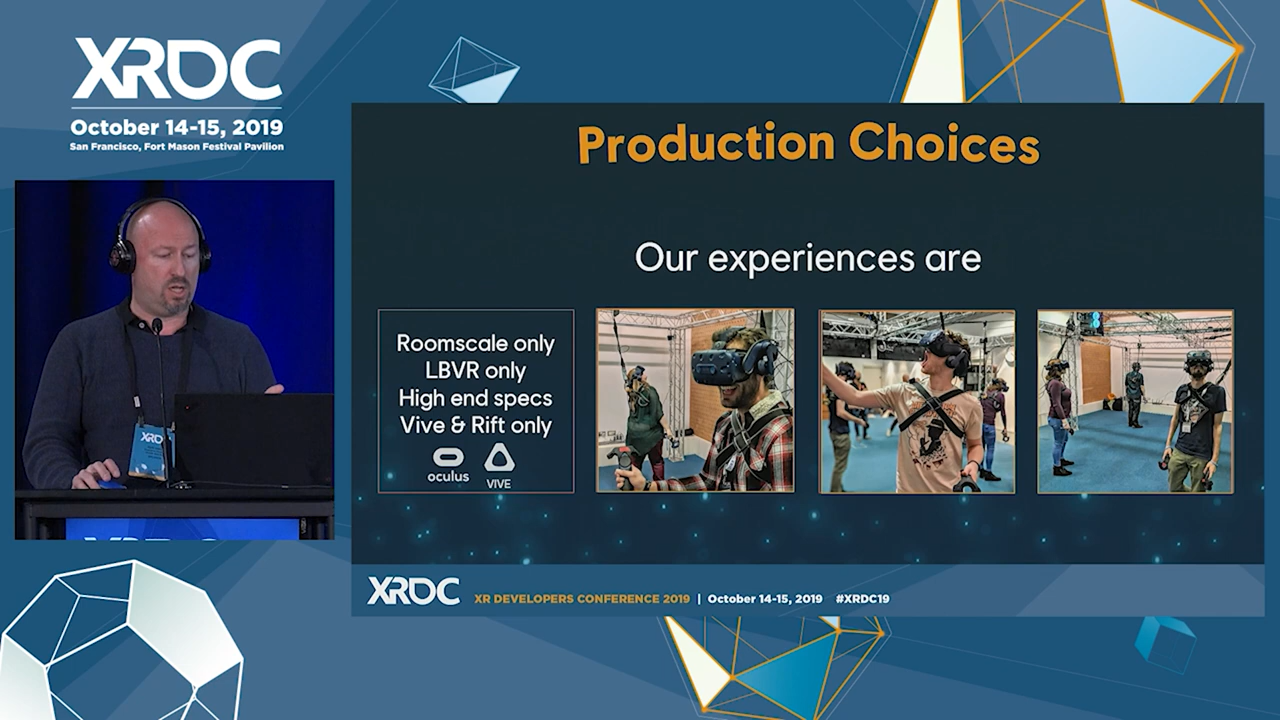 XRDC
October 14-15, 2019
San Francisco, Fort Mason Festival Pavilion
Production Choices
Our experiences are
Roomscale only
LBVR only
High end specs
Vive & Rift only
oculus
VIVE
XRDC
XR DEVELOPERS CONFERENCE 2019 | October 14-15, 2019 #XRDC19